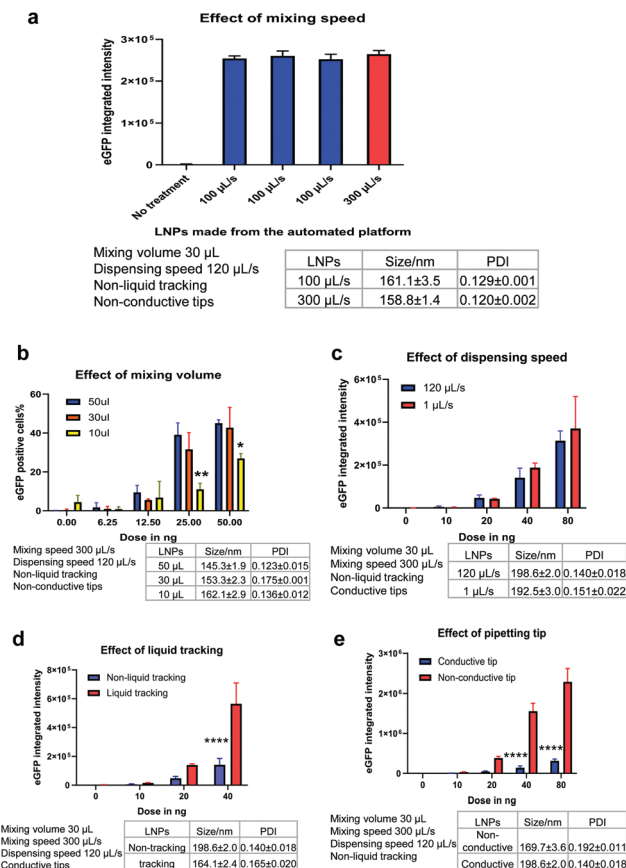 a
Effect of mixing speed
eGFP integrated intensity
3×10⁵
2×10⁵
1×10⁵
0
No treatment
100 µL/s
100 µL/s
100 µL/s
300 µL/s
LNPs made from the automated platform
Mixing volume 30 µL
Dispensing speed 120 µL/s
Non-liquid tracking
Non-conductive tips
LNPs Size/nm PDI
100 µL/s 161.1±3.5 0.129±0.001
300 µL/s 158.8±1.4 0.120±0.002
b
Effect of mixing volume
eGFP positive cells%
60
40
20
0
50ul
30ul
10ul
**
*
0.00 6.25 12.50 25.00 50.00
Dose in ng
Mixing speed 300 µL/s
Dispensing speed 120 µL/s
Non-liquid tracking
Non-conductive tips
LNPs Size/nm PDI
50 µL 145.3±1.9 0.123±0.015
30 µL 153.3±2.3 0.175±0.001
10 µL 162.1±2.9 0.136±0.012
c
Effect of dispensing speed
eGFP integrated intensity
6×10⁵
4×10⁵
2×10⁵
0
120 µL/s
1 µL/s
0 10 20 40 80
Dose in ng
Mixing volume 30 µL
Mixing speed 300 µL/s
Non-liquid tracking
Conductive tips
LNPs Size/nm PDI
120 µL/s 198.6±2.0 0.140±0.018
1 µL/s 192.5±3.0 0.151±0.022
d
Effect of liquid tracking
eGFP integrated intensity
8×10⁵
6×10⁵
4×10⁵
2×10⁵
0
Non-liquid tracking
Liquid tracking
****
0 10 20 40
Dose in ng
Mixing volume 30 µL
Mixing speed 300 µL/s
Dispensing speed 120 µL/s
Conductive tips
LNPs Size/nm PDI
Non-tracking 198.6±2.0 0.140±0.018
tracking 164.1±2.4 0.165±0.020
e
Effect of pipetting tip
eGFP integrated intensity
3×10⁶
2×10⁶
1×10⁶
0
Conductive tip
Non-conductive tip
****
****
0 10 20 40 80
Dose in ng
Mixing volume 30 µL
Mixing speed 300 µL/s
Dispensing speed 120 µL/s
Non-liquid tracking
LNPs Size/nm PDI
Non-
conductive 169.7±3.6 0.192±0.011
Conductive 198.6±2.0 0.140±0.018